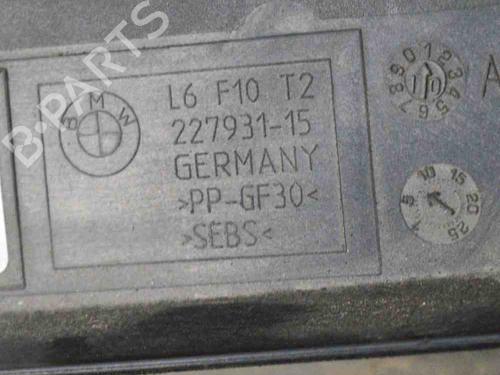 B-PARTS
BMW
L6 F10 T2
227931-15
GERMANY
>PP-GF30<
>SEBS<
A